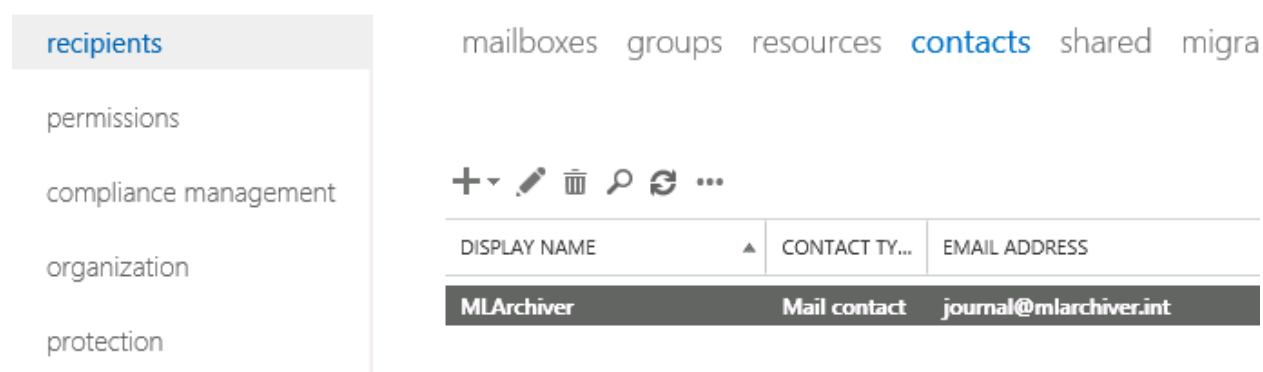 recipients
permissions
compliance management
organization
protection
mailboxes groups resources contacts shared migra
DISPLAY NAME CONTACT TY... EMAIL ADDRESS
MLArchiver Mail contact journal@mlarchiver.int